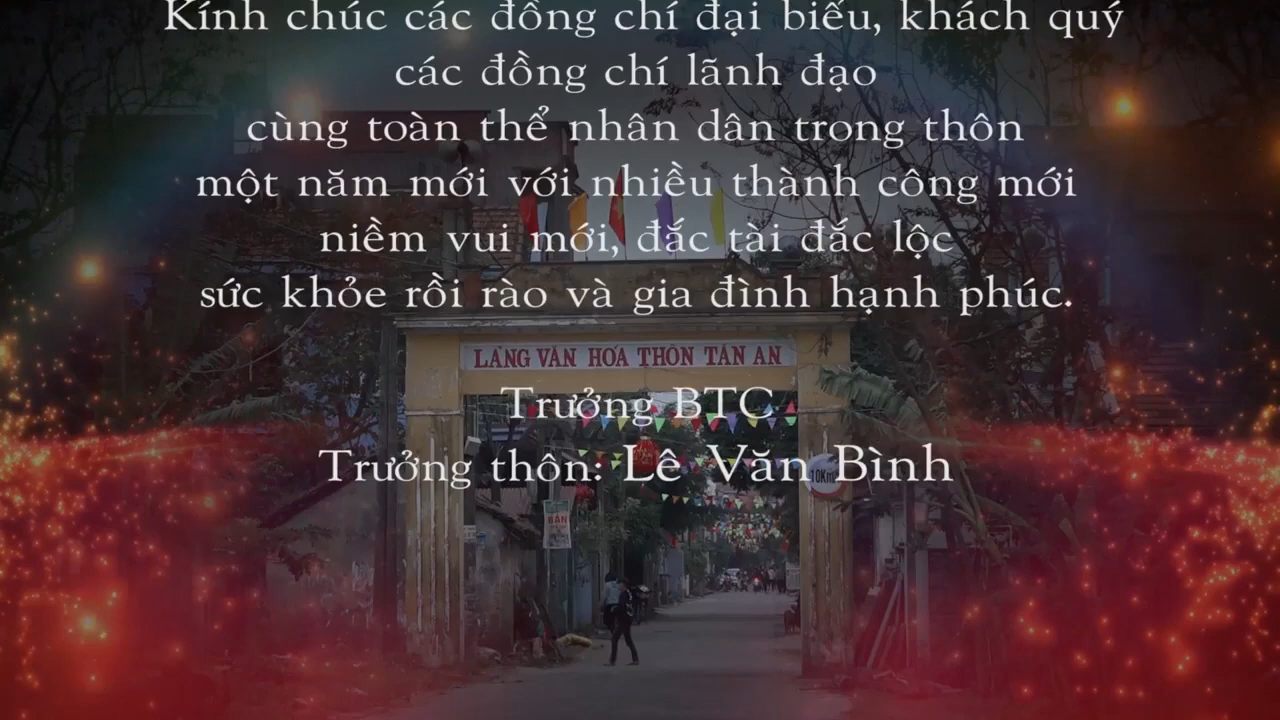 Kính chúc các đồng chí đại biểu, khách quý
các đồng chí lãnh đạo
cùng toàn thể nhân dân trong thôn
một năm mới với nhiều thành công mới
niềm vui mới, đắc tài đắc lộc
sức khỏe rồi rào và gia đình hạnh phúc.
LÀNG VĂN HÓA THÔN TÂN AN
Trưởng BTC
Trưởng thôn: Lê Văn Bình
10Km
BÁN